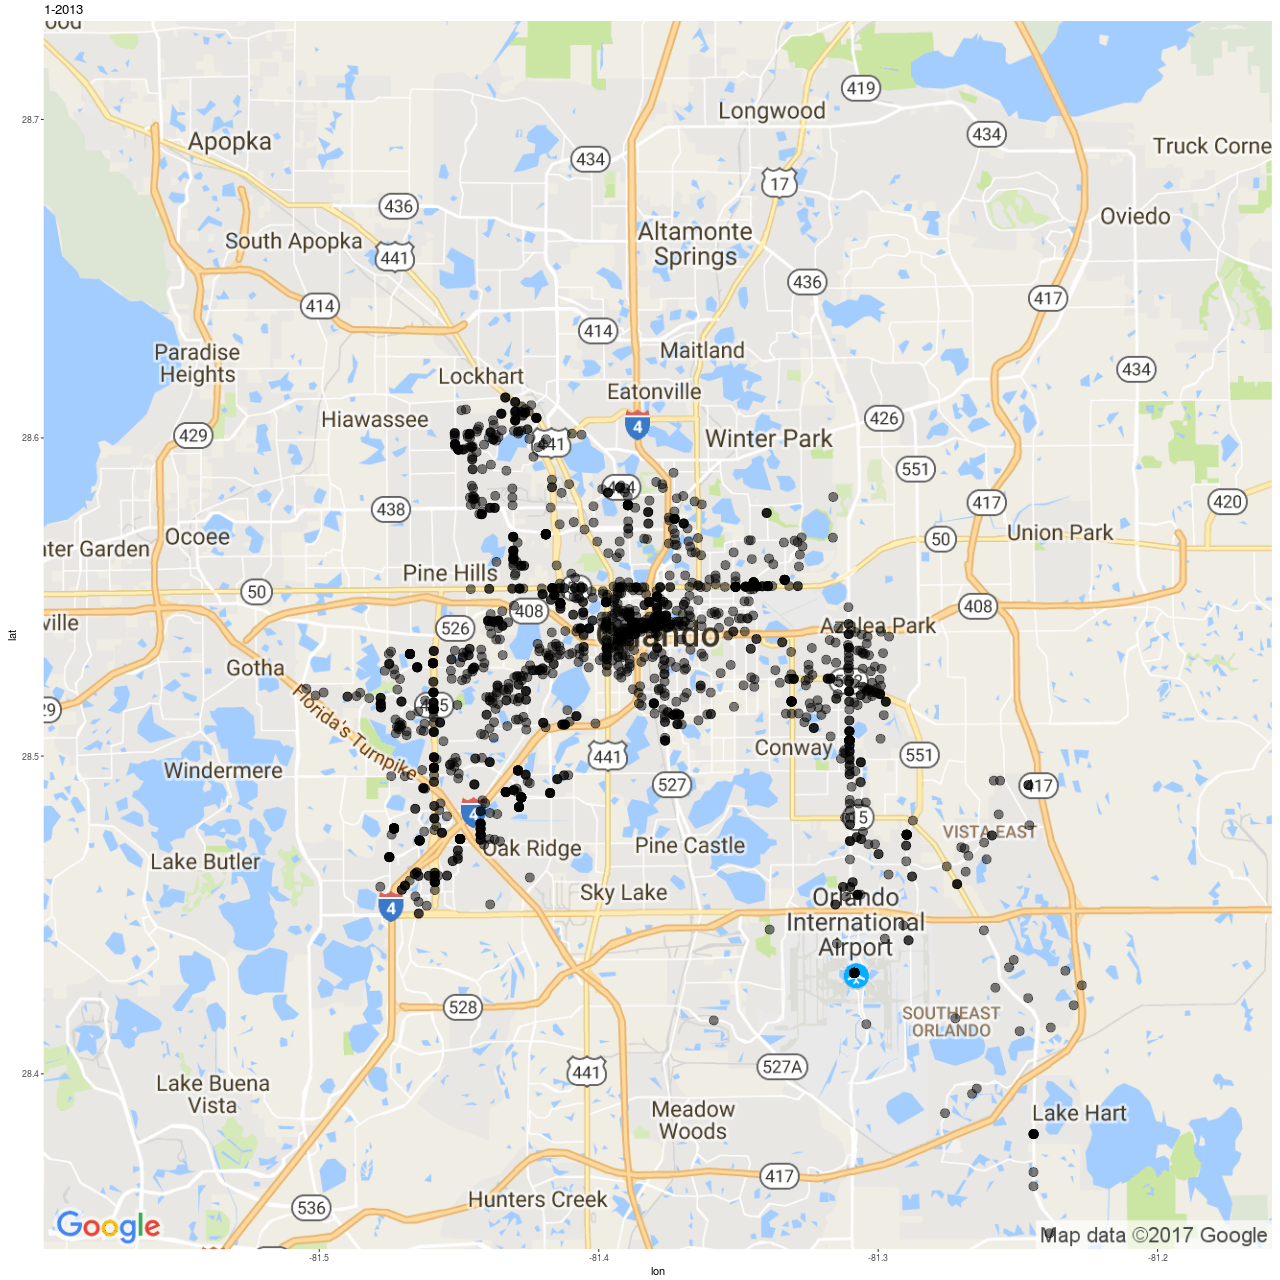 1-2013
ood
419
Longwood
434
Apopka
Truck Corne
434
17
436
Oviedo
South Apopka
Altamonte
Springs
441
436
417
414
414
Paradise
Heights
Maitland
434
Lockhart
Eatonville
Hiawassee
426
4
429
441
Winter Park
551
417
420
438
Ocoee
Union Park
50
ater Garden
Pine Hills
50
408
408
ville
526
Azalea Park
Orlando
Gotha
29
Florida's Turnpike
Conway
441
551
Windermere
527
417
4
15
VISTA EAST
Oak Ridge
Pine Castle
Lake Butler
Sky Lake
4
Orlando
International
Airport
528
SOUTHEAST
ORLANDO
441
527A
Lake Buena
Vista
Meadow
Woods
Lake Hart
417
Hunters Creek
536
Google
Map data ©2017 Google
28.7
28.6
28.5
28.4
lat
-81.5
-81.4
-81.3
-81.2
lon